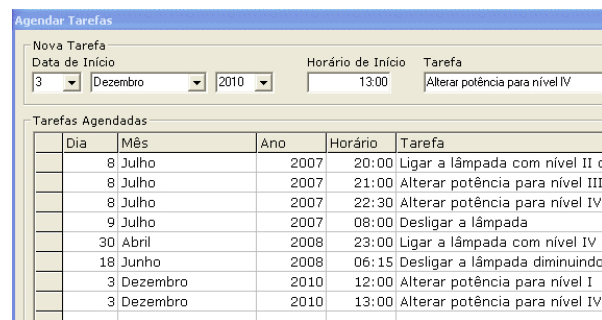 Agendar Tarefas
Nova Tarefa
Data de Início Horário de Início Tarefa
3 Dezembro 2010 13:00 Alterar potência para nível IV
Tarefas Agendadas
Dia Mês Ano Horário Tarefa
8 Julho 2007 20:00 Ligar a lâmpada com nível II
8 Julho 2007 21:00 Alterar potência para nível III
8 Julho 2007 22:30 Alterar potência para nível IV
9 Julho 2007 08:00 Desligar a lâmpada
30 Abril 2008 23:00 Ligar a lâmpada com nível IV
18 Junho 2008 06:15 Desligar a lâmpada diminuindo
3 Dezembro 2010 12:00 Alterar potência para nível I
3 Dezembro 2010 13:00 Alterar potência para nível IV